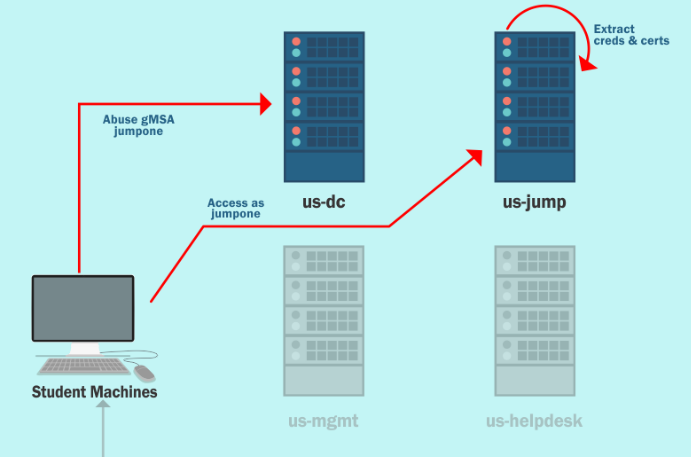 Extract
creds & certs
Abuse gMSA
jumpone
us-dc
us-jump
Access as
jumpone
Student Machines
us-mgmt
us-helpdesk